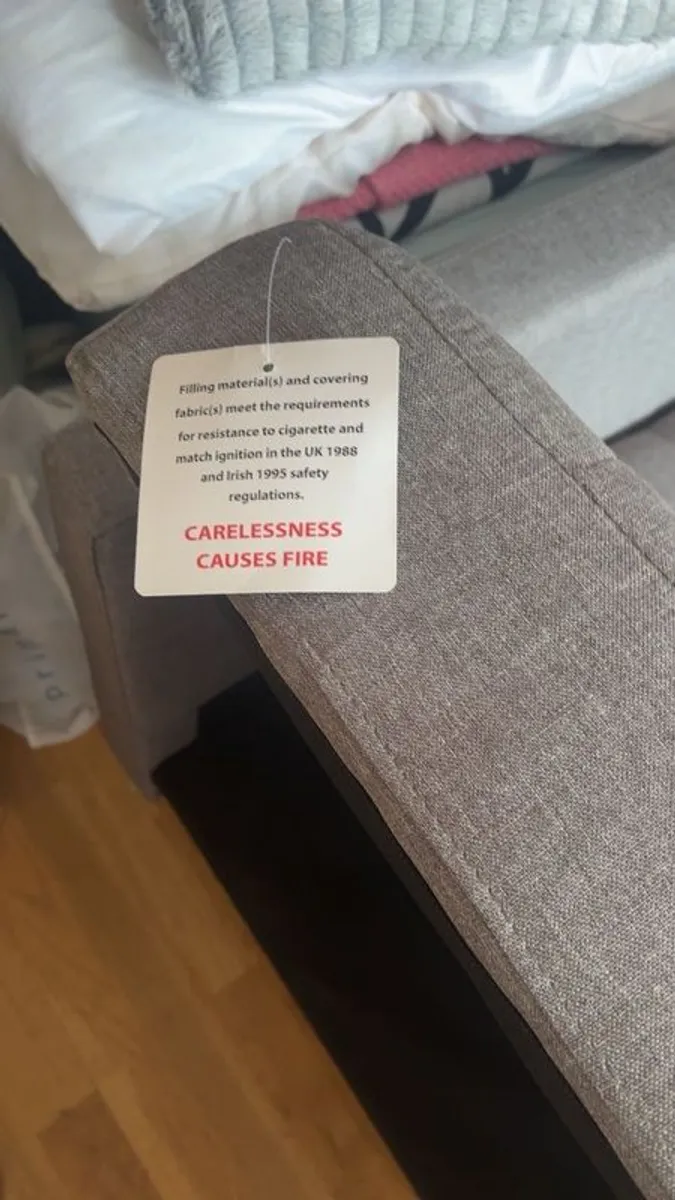 Filling material(s) and covering
fabric(s) meet the requirements
for resistance to cigarette and
match ignition in the UK 1988
and Irish 1995 safety
regulations.
CARELESSNESS
CAUSES FIRE